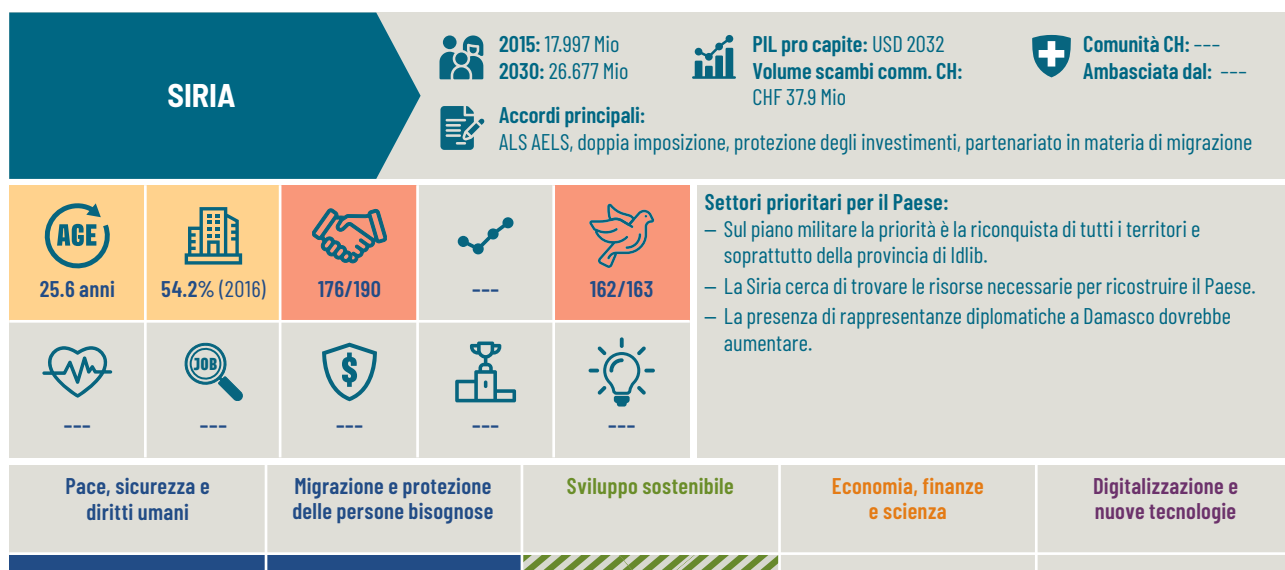 SIRIA
2015: 17.997 Mio
2030: 26.677 Mio
PIL pro capite: USD 2032
Volume scambi comm. CH:
CHF 37.9 Mio
Comunità CH: ---
Ambasciata dal: ---
Accordi principali:
ALS AELS, doppia imposizione, protezione degli investimenti, partenariato in materia di migrazione
AGE
25.6 anni
54.2% (2016)
176/190
---
162/163
JOB
$
---
---
---
---
---
Settori prioritari per il Paese:
– Sul piano militare la priorità è la riconquista di tutti i territori e
soprattutto della provincia di Idlib.
– La Siria cerca di trovare le risorse necessarie per ricostruire il Paese.
– La presenza di rappresentanze diplomatiche a Damasco dovrebbe
aumentare.
Pace, sicurezza e
diritti umani
Migrazione e protezione
delle persone bisognose
Sviluppo sostenibile
Economia, finanze
e scienza
Digitalizzazione e
nuove tecnologie